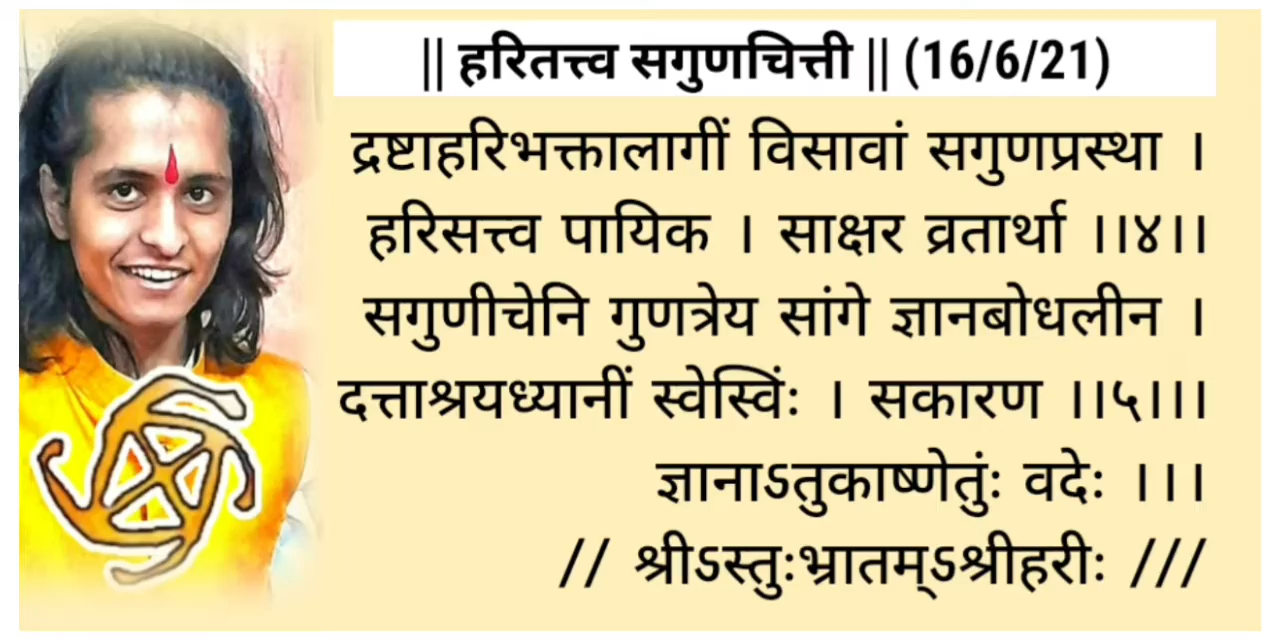 || हरितत्त्व सगुणचित्ती || (16/6/21)
द्रष्टाहरिभक्तालागीं विसावां सगुणप्रस्था ।
हरिसत्त्व पायिक । साक्षर व्रतार्था ।।४।।
सगुणीचेनि गुणत्रेय सांगे ज्ञानबोधलीन ।
दत्ताश्रयध्यानीं स्वेस्विंः । सकारण ।।५।।।
ज्ञानाऽतुकाष्णेतुंः वदेः ।।।
// श्रीऽस्तुःभ्रातम्ऽश्रीहरीः ///